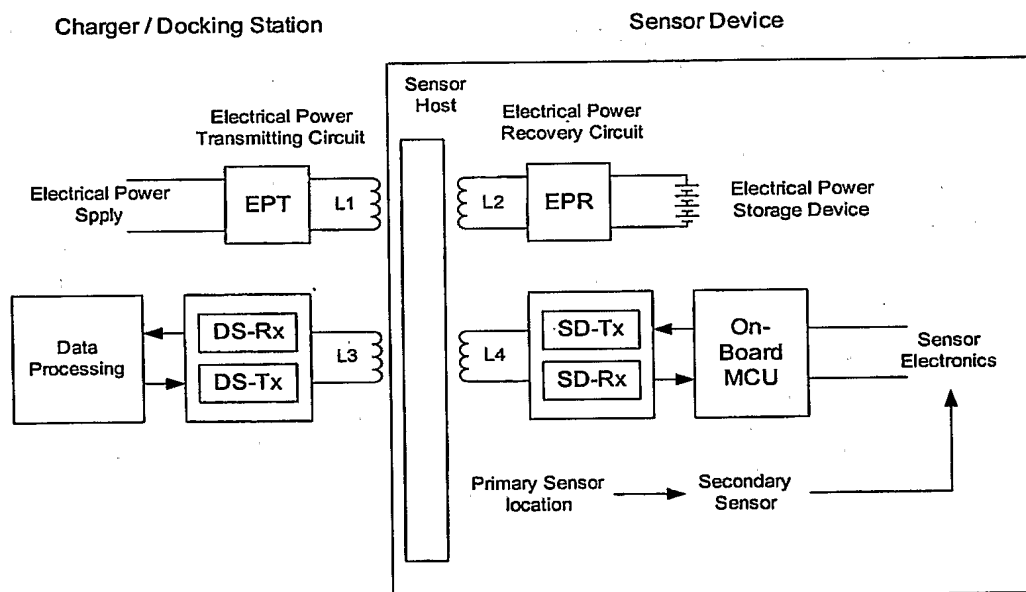 Charger / Docking Station
Sensor Device
Sensor
Host
Electrical Power
Transmitting Circuit
Electrical Power
Recovery Circuit
Electrical Power
Spply
EPT
L1
L2
EPR
Electrical Power
Storage Device
Data
Processing
DS-Rx
DS-Tx
L3
L4
SD-Tx
SD-Rx
On-
Board
MCU
Sensor
Electronics
Primary Sensor
location
Secondary
Sensor